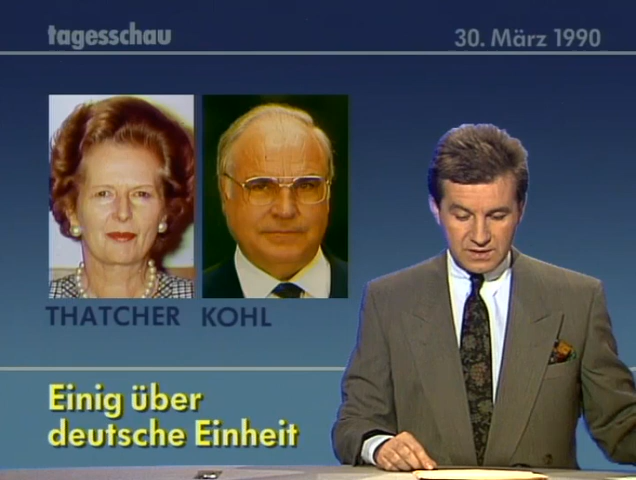 tagesschau
30. März 1990
THATCHER KOHL
Einig über
deutsche Einheit